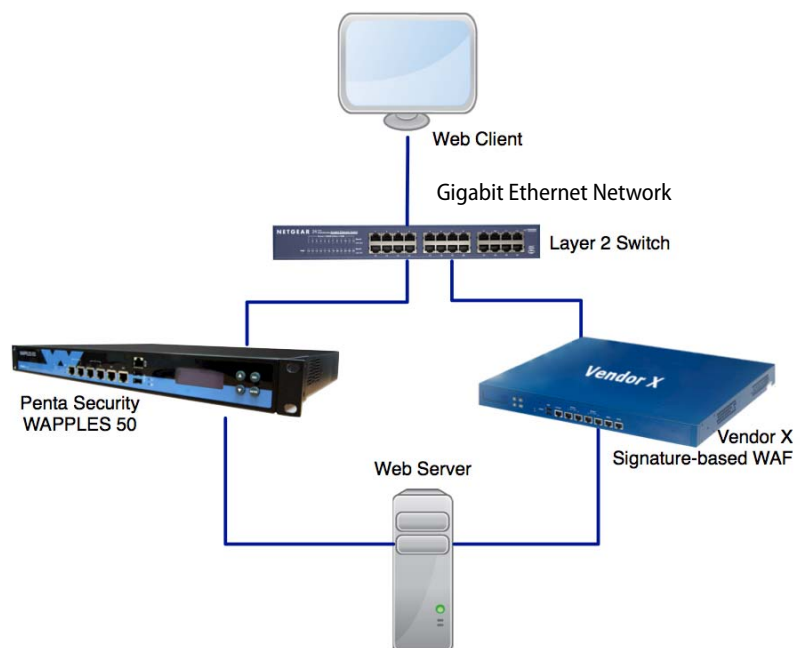 Web Client
Gigabit Ethernet Network
NETGEAR
Layer 2 Switch
Vendor X
Penta Security
WAPPLES 50
Vendor X
Signature-based WAF
Web Server